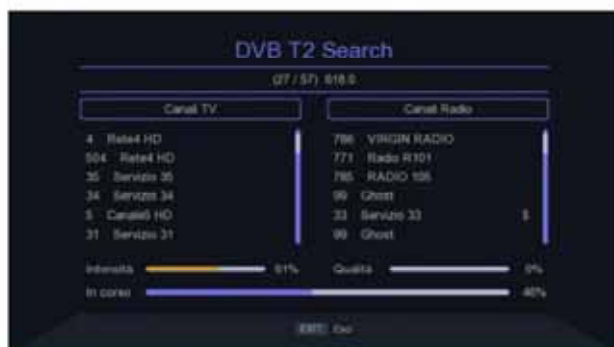 DVB T2 Search
(27 / 57) 618.0
Canali TV
Canali Radio
4 Rete4 HD
504 Rete4 HD
35 Servizio 35
34 Servizio 34
5 Canale5 HD
31 Servizio 31
786 VIRGIN RADIO
771 Radio R101
785 RADIO 105
99 Ghost
33 Servizio 33 $
99 Ghost
Intensità 61%
Qualità 0%
In corso 46%
EXIT Esci